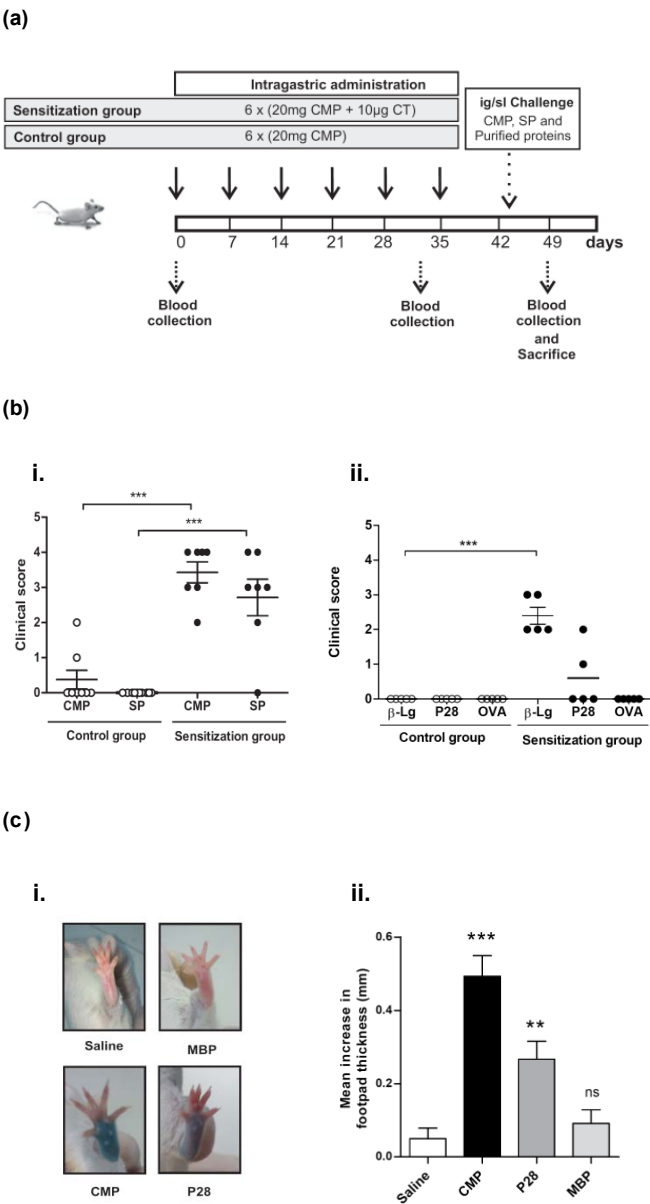 (a)
Intragastric administration
Sensitization group 6 x (20mg CMP + 10µg CT)
Control group 6 x (20mg CMP)
ig/sl Challenge
CMP, SP and
Purified proteins
0 7 14 21 28 35 42 49 days
Blood
collection
Blood
collection
Blood
collection
and
Sacrifice
(b)
i.
***
***
Clinical score
5
4
3
2
1
0
CMP SP CMP SP
Control group Sensitization group
ii.
***
Clinical score
5
4
3
2
1
0
β-Lg P28 OVA β-Lg P28 OVA
Control group Sensitization group
(c)
i.
Saline MBP
CMP P28
ii.
Mean increase in
footpad thickness (mm)
0.6
0.4
0.2
0.0
***
**
ns
Saline CMP P28 MBP